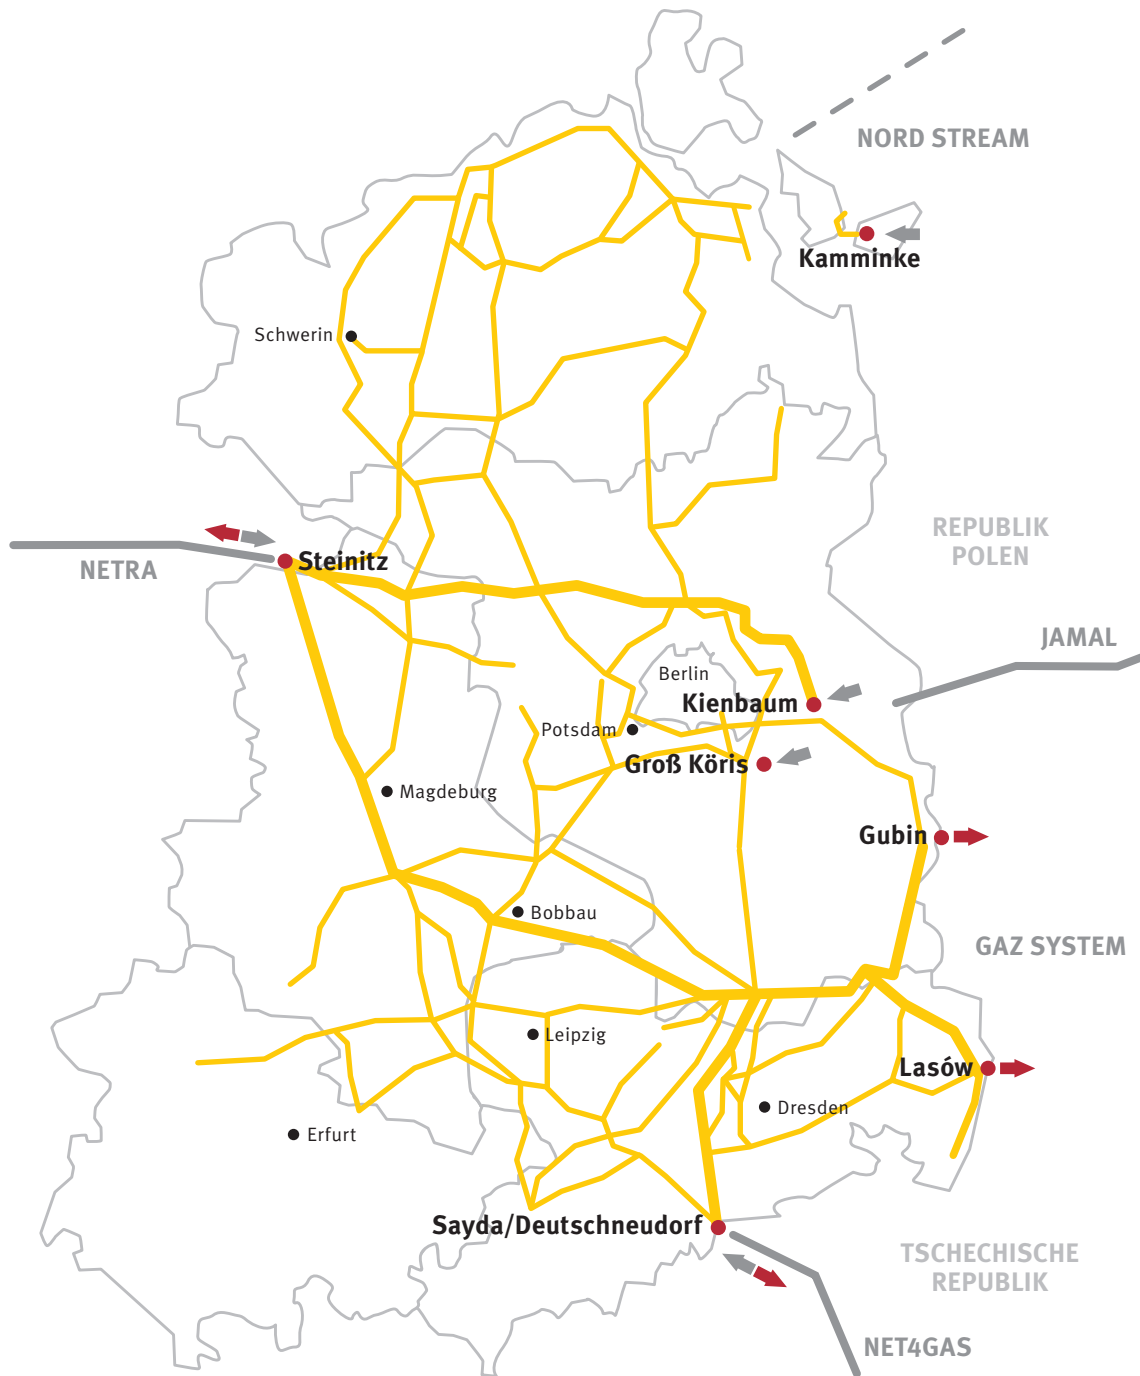 NORD STREAM
Kamminke
Schwerin
REPUBLIK
POLEN
Steinitz
NETRA
JAMAL
Berlin
Kienbaum
Potsdam
Groß Köris
Magdeburg
Gubin
Bobbau
GAZ SYSTEM
Leipzig
Lasów
Dresden
Erfurt
Sayda/Deutschneudorf
TSCHECHISCHE
REPUBLIK
NET4GAS